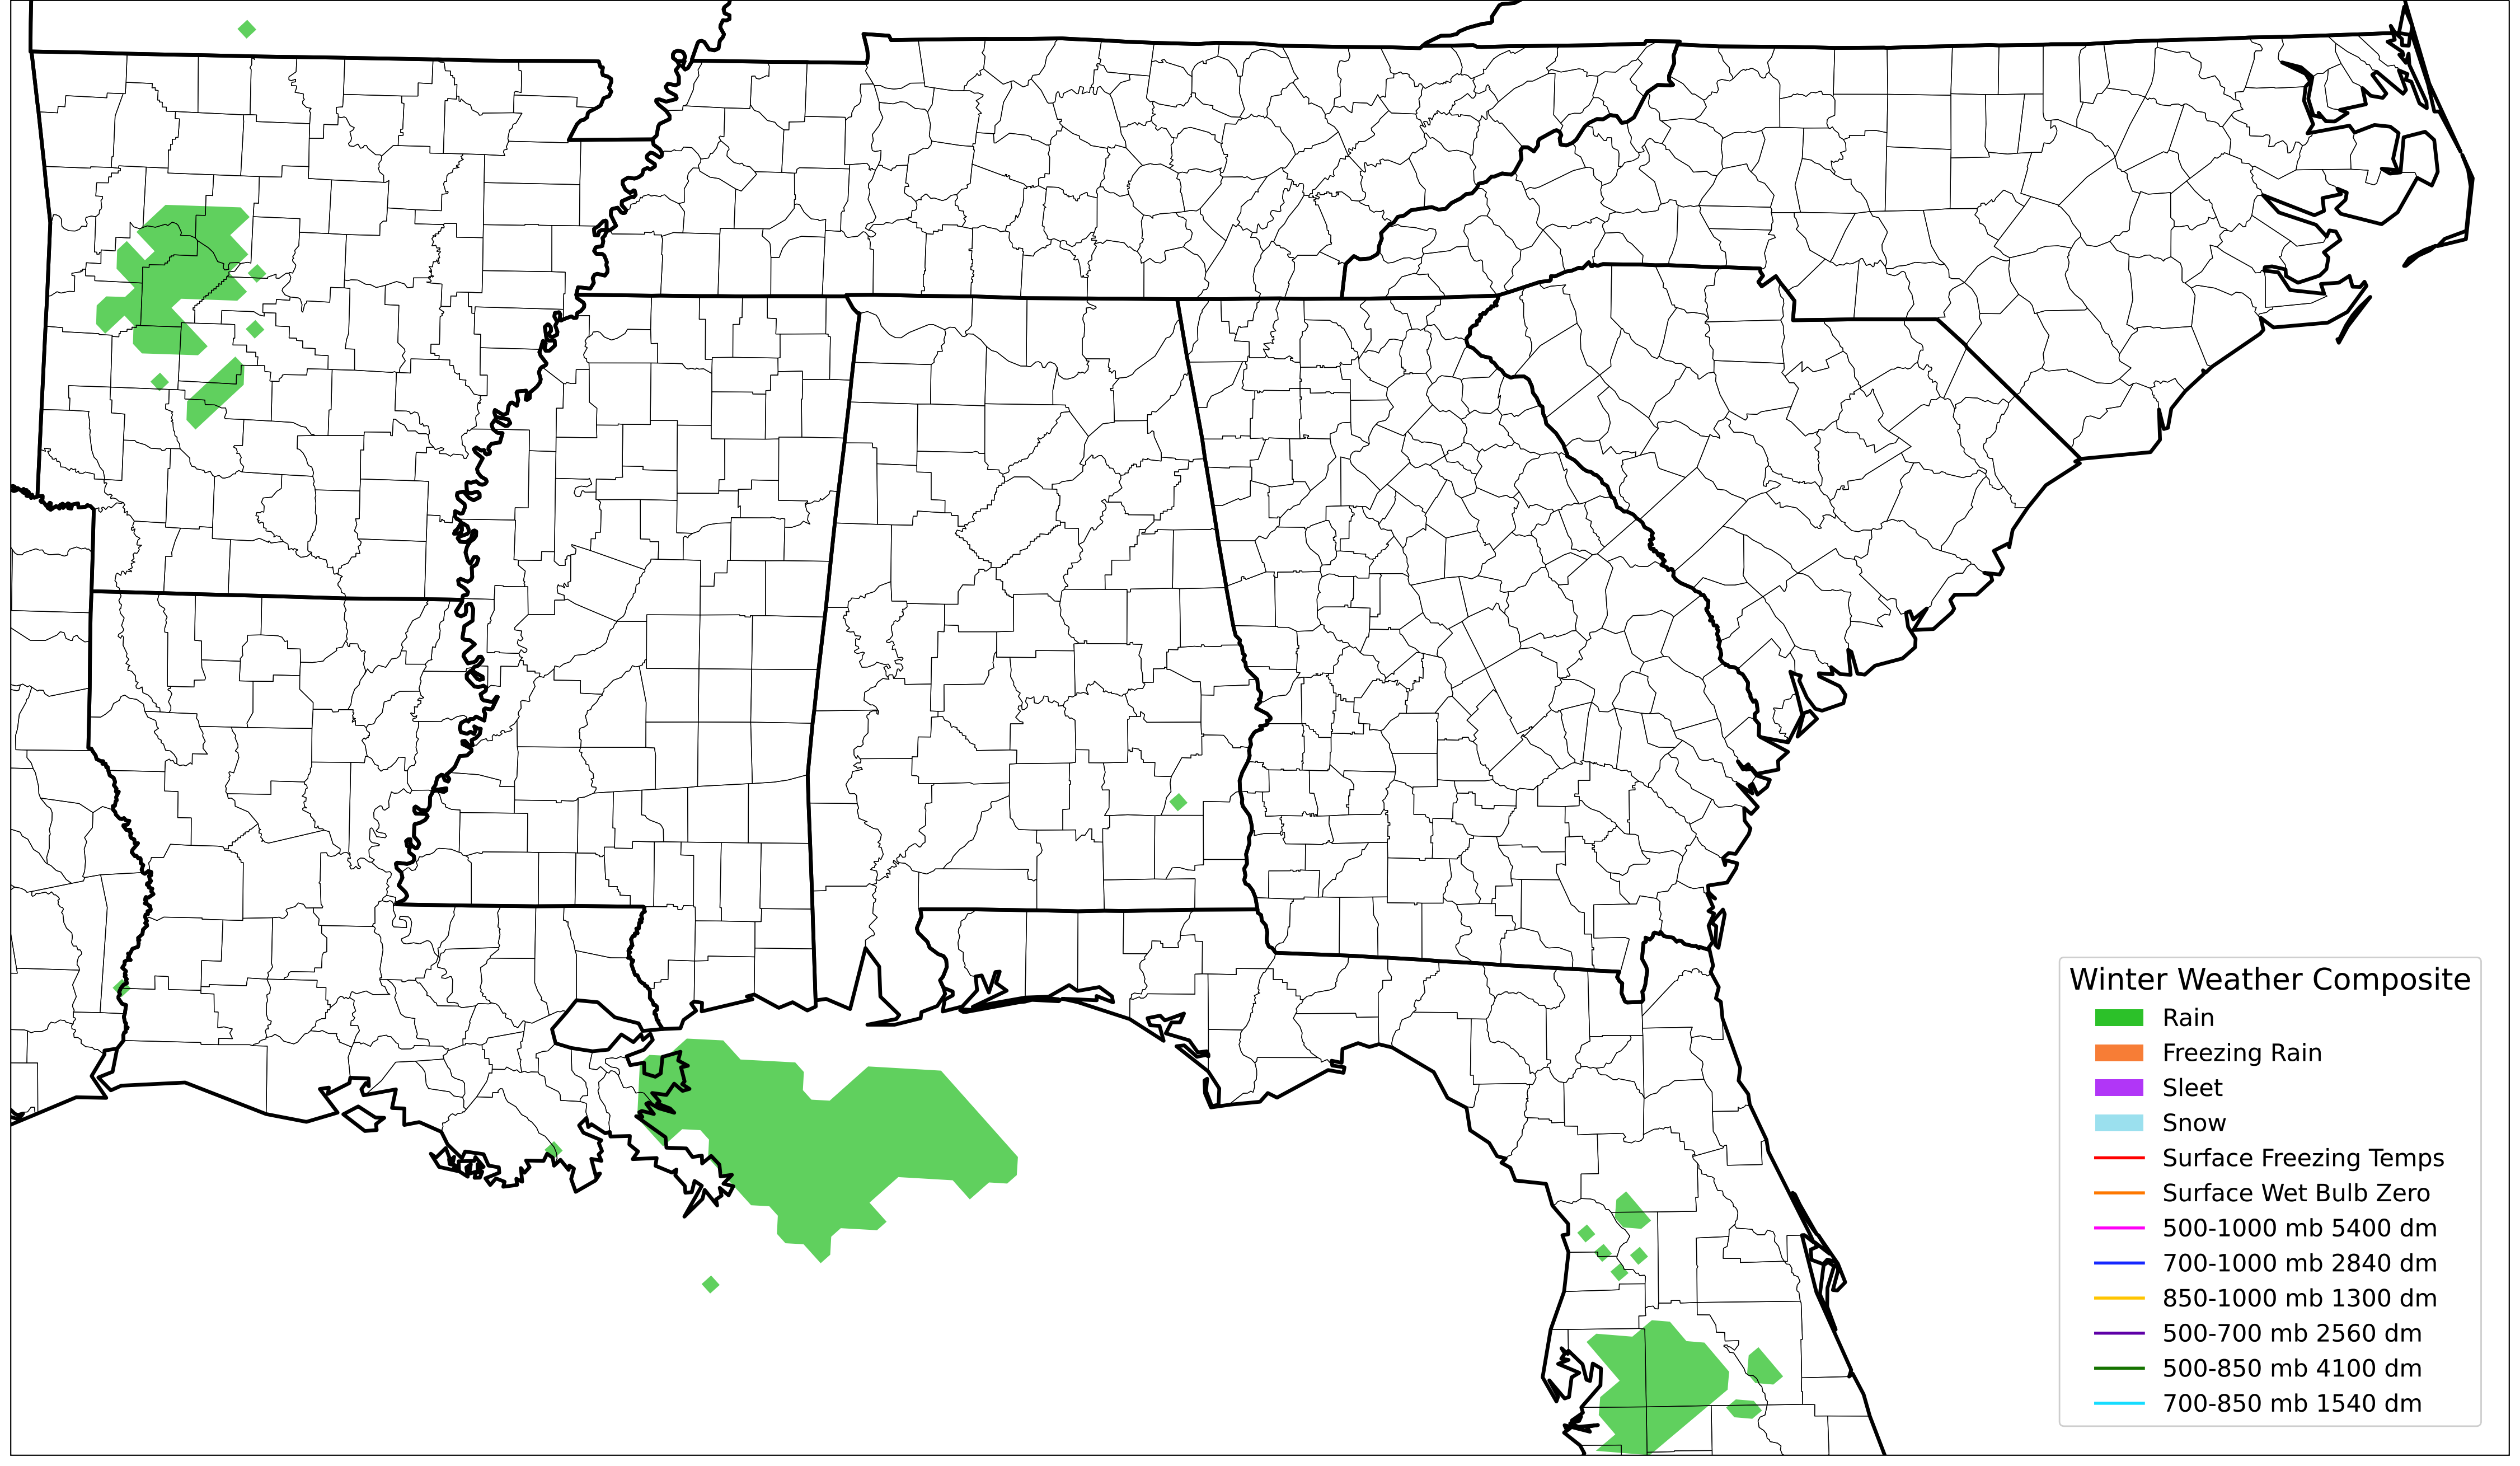 Winter Weather Composite
Rain
Freezing Rain
Sleet
Snow
Surface Freezing Temps
Surface Wet Bulb Zero
500-1000 mb 5400 dm
700-1000 mb 2840 dm
850-1000 mb 1300 dm
500-700 mb 2560 dm
500-850 mb 4100 dm
700-850 mb 1540 dm